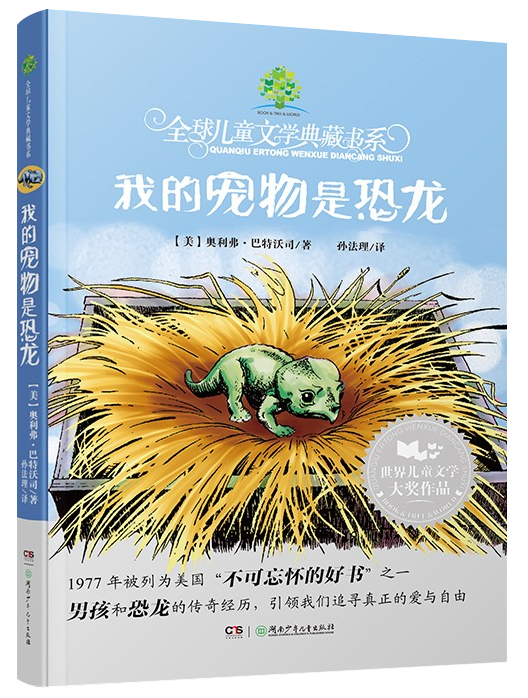 全球儿童文学典藏书系
我的宠物是恐龙
【美】奥利弗·巴特沃司/著
孙法理/译
BOOK & TREE & WORLD
全球儿童文学典藏书系
QUANQIU ERTONG WENXUE DIANCANG SHUXI
我的宠物是恐龙
【美】奥利弗·巴特沃司/著 孙法理/译
世界儿童文学
大奖作品
BOOK & TREE & WORLD
1977年被列为美国“不可忘怀的好书”之一
男孩和恐龙的传奇经历，引领我们追寻真正的爱与自由
湖南少年儿童出版社
湖南少年儿童出版社